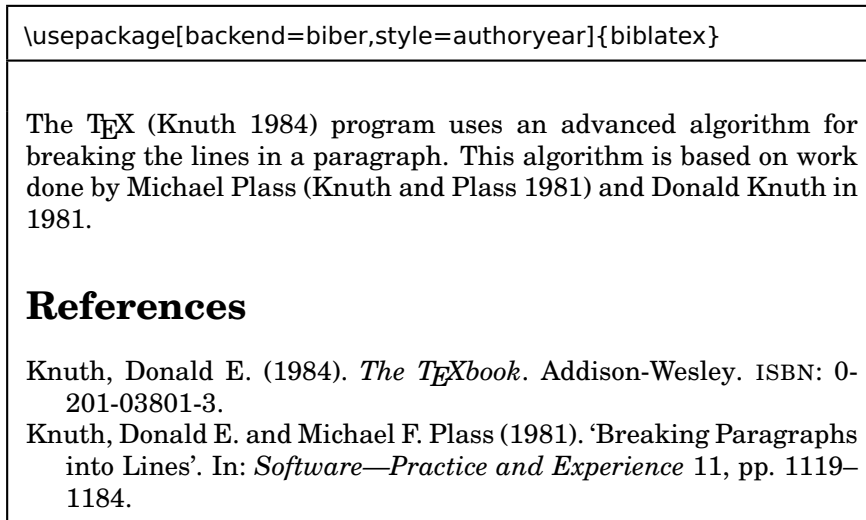 \usepackage[backend=biber,style=authoryear]{biblatex}
The TEX (Knuth 1984) program uses an advanced algorithm for
breaking the lines in a paragraph. This algorithm is based on work
done by Michael Plass (Knuth and Plass 1981) and Donald Knuth in
1981.
References
Knuth, Donald E. (1984). The TEXbook. Addison-Wesley. ISBN: 0-
201-03801-3.
Knuth, Donald E. and Michael F. Plass (1981). ‘Breaking Paragraphs
into Lines’. In: Software—Practice and Experience 11, pp. 1119–
1184.